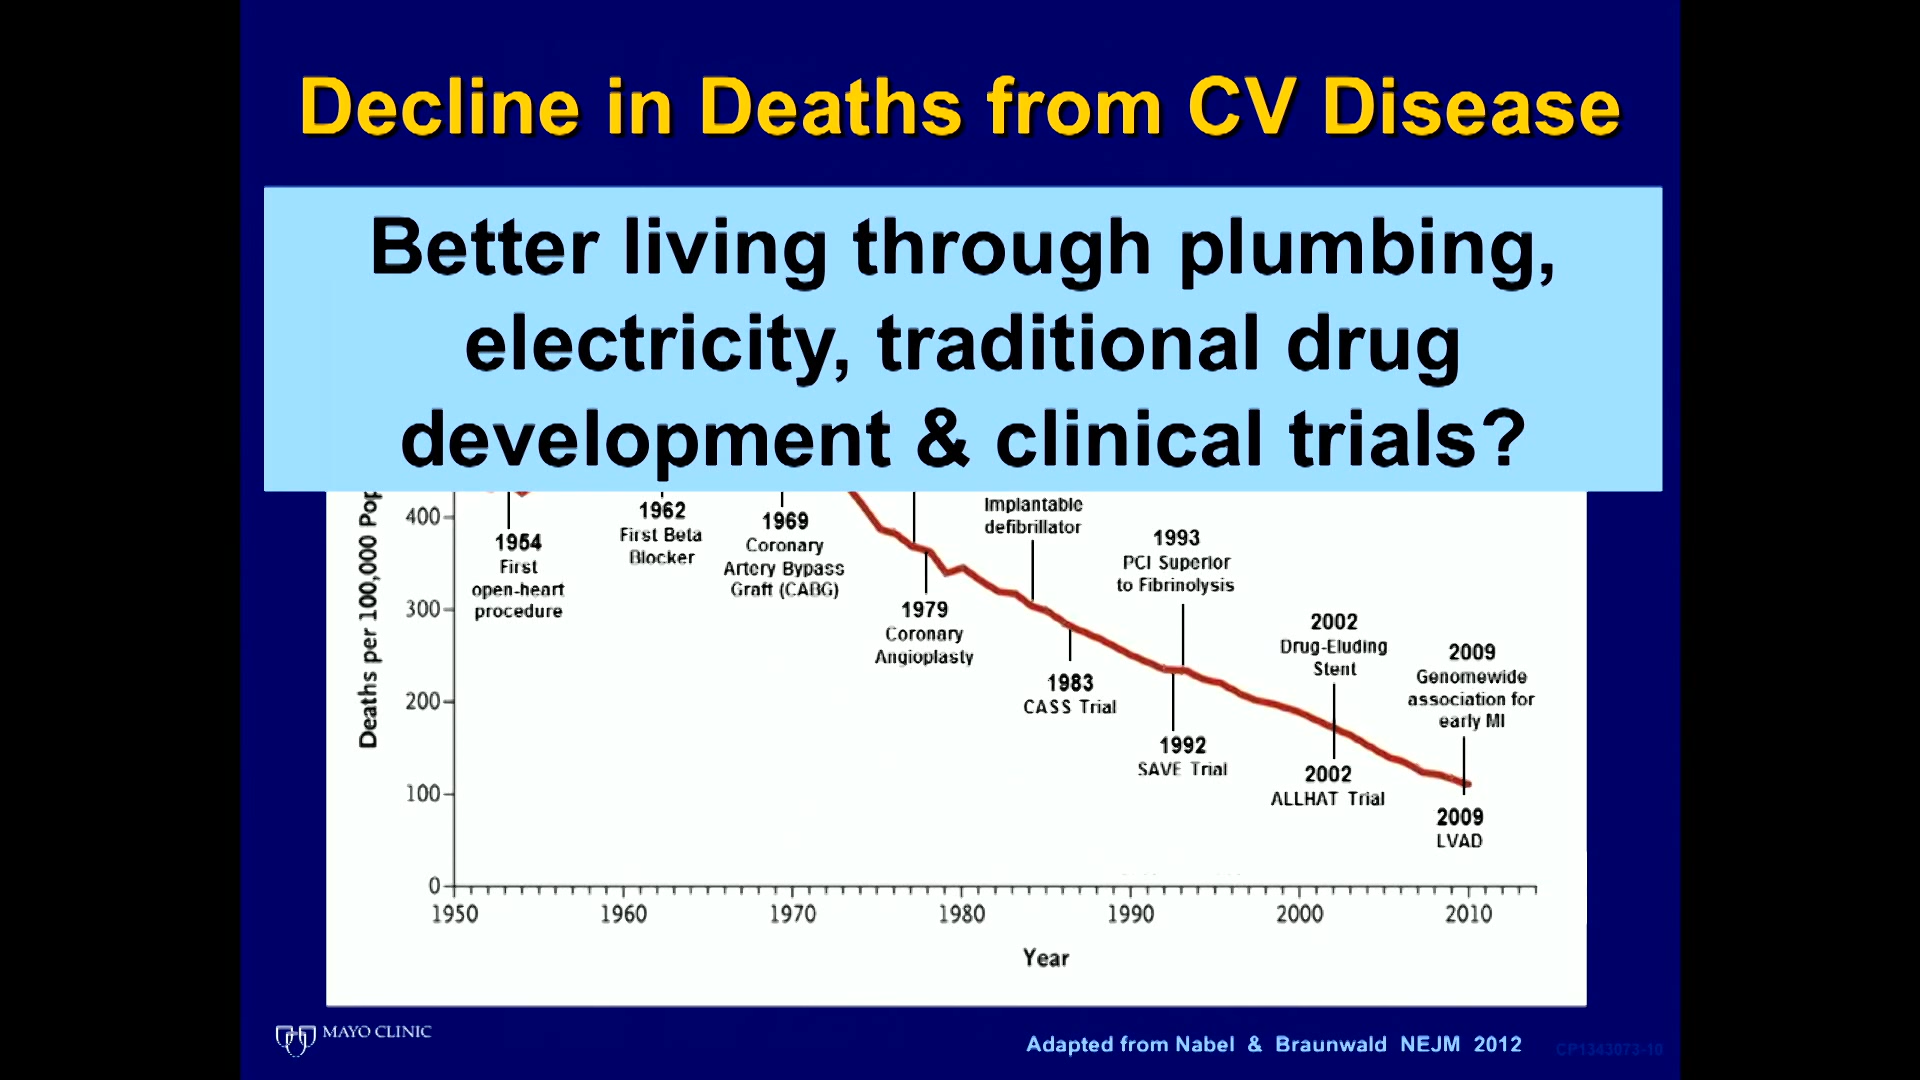 Decline in Deaths from CV Disease
Better living through plumbing,
electricity, traditional drug
development & clinical trials?
Deaths per 100,000 Pop
400
300
200
100
0
1954
First
open-heart
procedure
1962
First Beta
Blocker
1969
Coronary
Artery Bypass
Graft (CABG)
1979
Coronary
Angioplasty
Implantable
defibrillator
1983
CASS Trial
1993
PCI Superior
to Fibrinolysis
1992
SAVE Trial
2002
Drug-Eluding
Stent
2002
ALLHAT Trial
2009
Genomewide
association for
early MI
2009
LVAD
1950
1960
1970
1980
1990
2000
2010
Year
MAYO CLINIC
Adapted from Nabel & Braunwald NEJM 2012
CP1343073-10